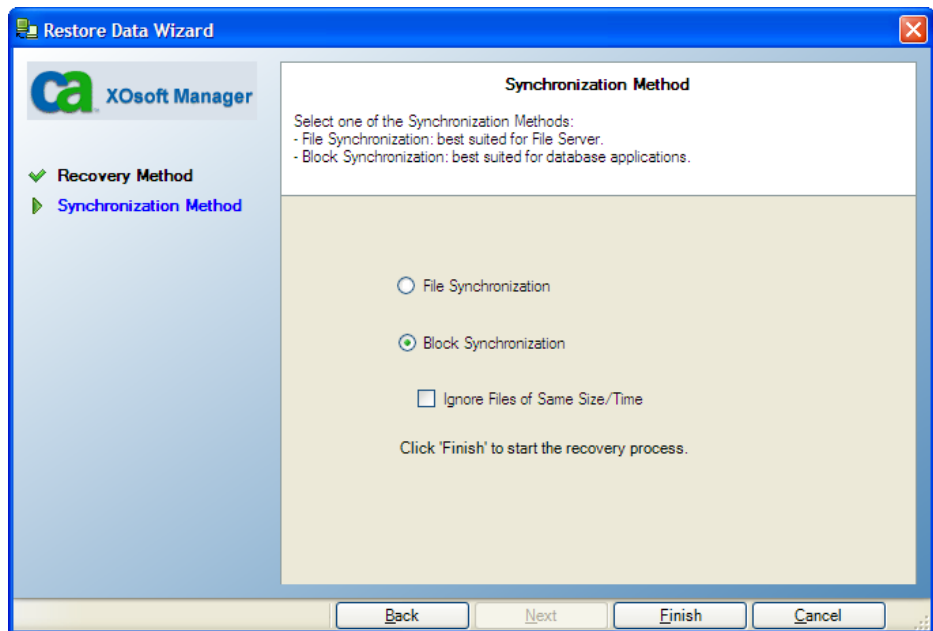 Restore Data Wizard
ca XOsoft Manager
Recovery Method
Synchronization Method
Synchronization Method
Select one of the Synchronization Methods:
- File Synchronization: best suited for File Server.
- Block Synchronization: best suited for database applications.
File Synchronization
Block Synchronization
Ignore Files of Same Size/Time
Click 'Finish' to start the recovery process.
Back Next Finish Cancel